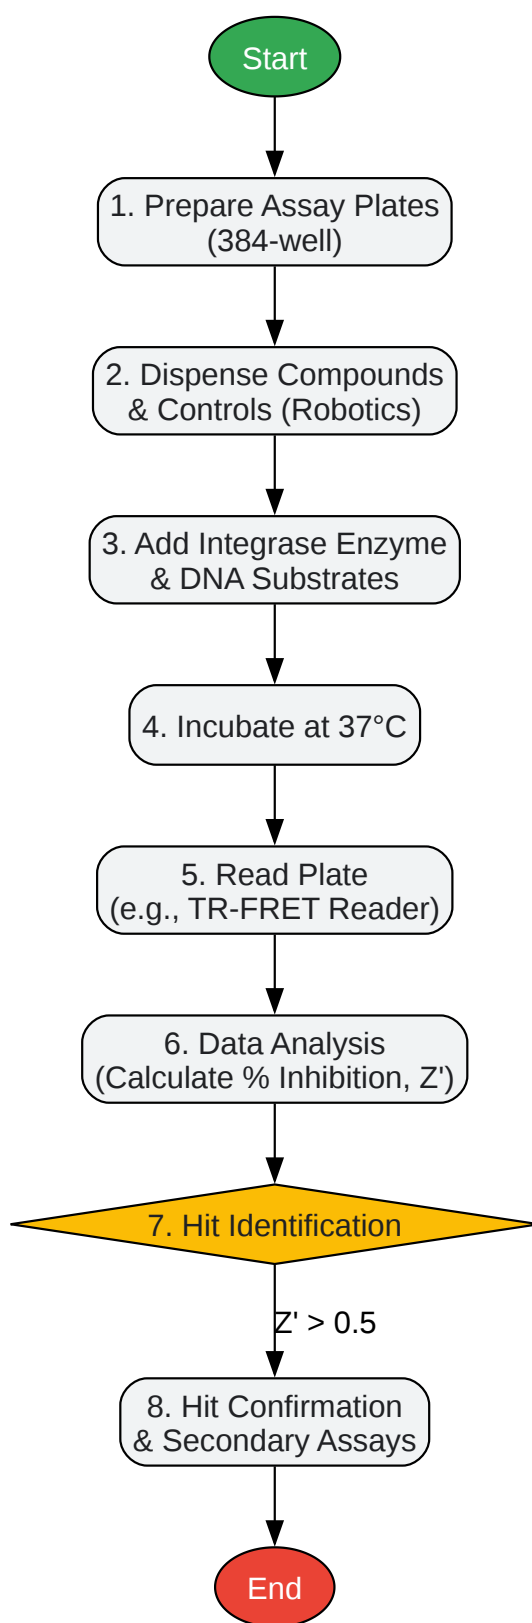 Start
1. Prepare Assay Plates
(384-well)
2. Dispense Compounds
& Controls (Robotics)
3. Add Integrase Enzyme
& DNA Substrates
4. Incubate at 37°C
5. Read Plate
(e.g., TR-FRET Reader)
6. Data Analysis
(Calculate % Inhibition, Z')
7. Hit Identification
Z' > 0.5
8. Hit Confirmation
& Secondary Assays
End